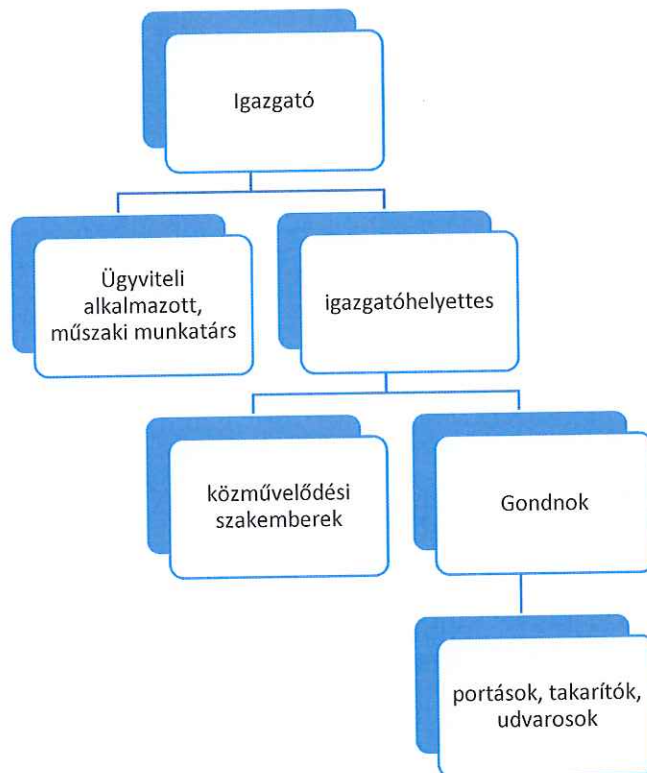 Igazgató
Ügyviteli
alkalmazott,
műszaki munkatárs
igazgatóhelyettes
közművelődési
szakemberek
Gondnok
portások, takarítók,
udvarosok